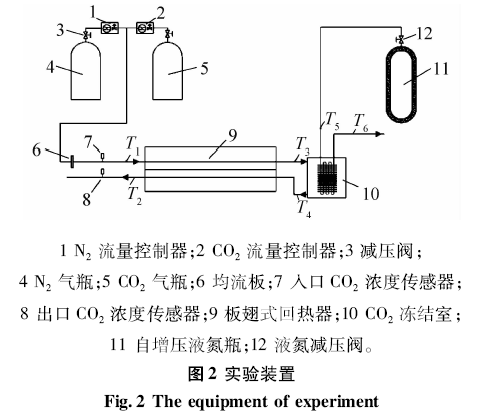 1
2
3
4
5
12
11
T5
T6
7
T1
9
T3
6
8
T2
T4
10
1 N2 流量控制器;2 CO2 流量控制器;3 减压阀;
4 N2 气瓶;5 CO2 气瓶;6 均流板;7 入口 CO2 浓度传感器;
8 出口 CO2 浓度传感器;9 板翅式回热器;10 CO2 冻结室;
11 自增压液氮瓶;12 液氮减压阀。
图 2 实验装置
Fig. 2 The equipment of experiment